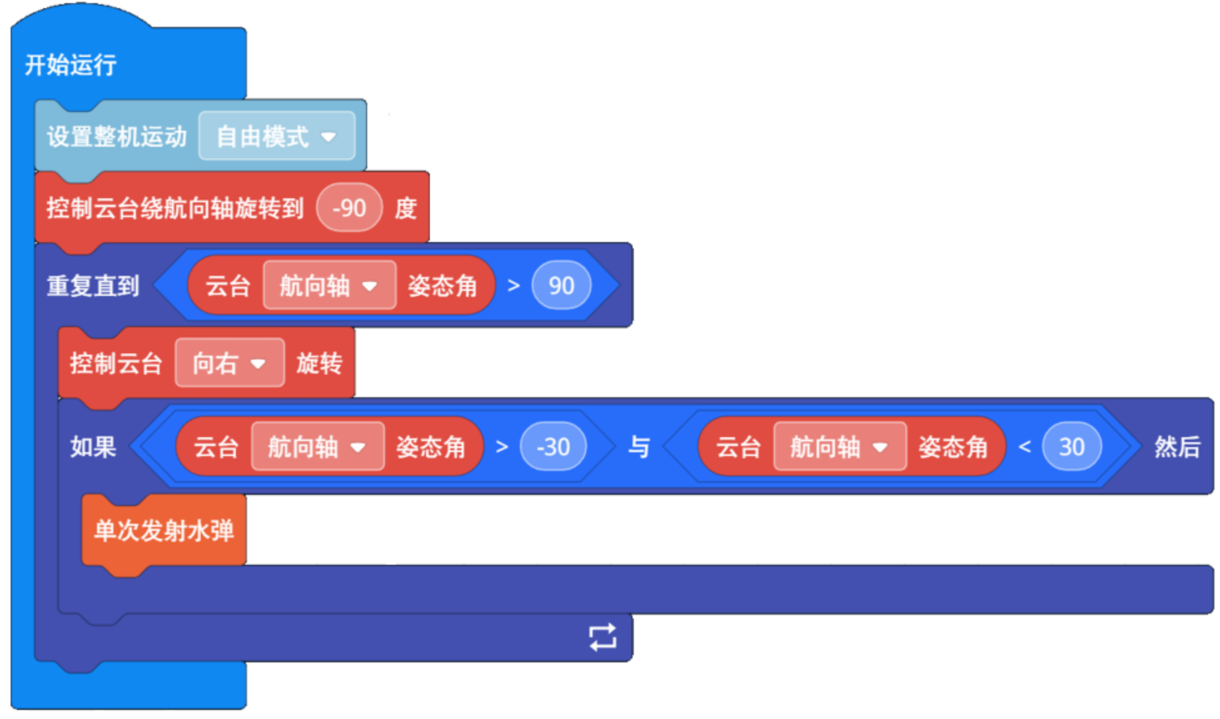 开始运行
设置整机运动 自由模式
控制云台绕航向轴旋转到 -90 度
重复直到 云台 航向轴 姿态角 > 90
控制云台 向右 旋转
如果 云台 航向轴 姿态角 > -30 与 云台 航向轴 姿态角 < 30 然后
单次发射水弹